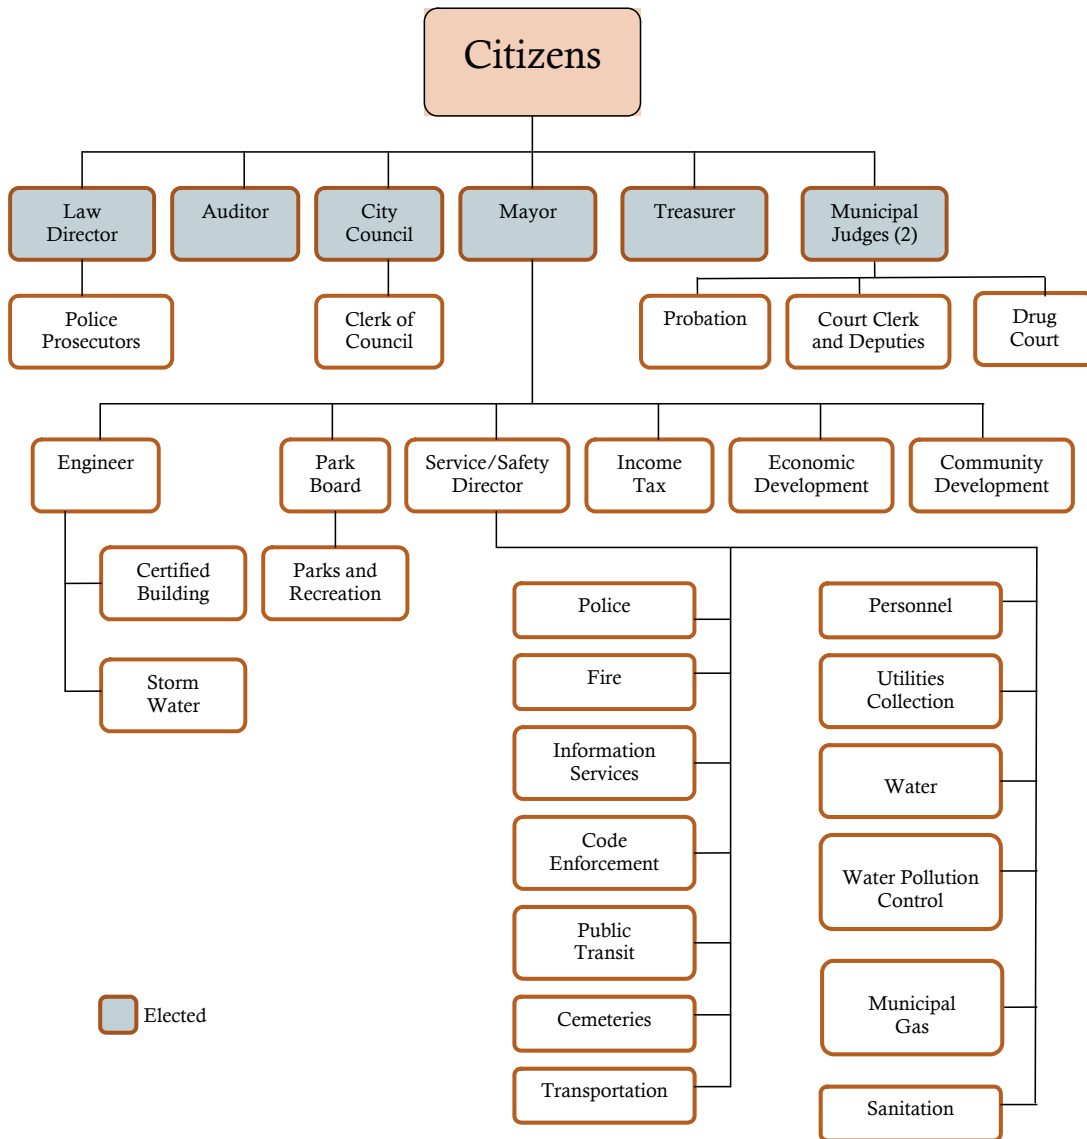 Citizens
Law
Director
Auditor
City
Council
Mayor
Treasurer
Municipal
Judges (2)
Police
Prosecutors
Clerk of
Council
Probation
Court Clerk
and Deputies
Drug
Court
Engineer
Park
Board
Service/Safety
Director
Income
Tax
Economic
Development
Community
Development
Certified
Building
Parks and
Recreation
Storm
Water
Police
Fire
Information
Services
Code
Enforcement
Public
Transit
Cemeteries
Transportation
Personnel
Utilities
Collection
Water
Water Pollution
Control
Municipal
Gas
Sanitation
Elected